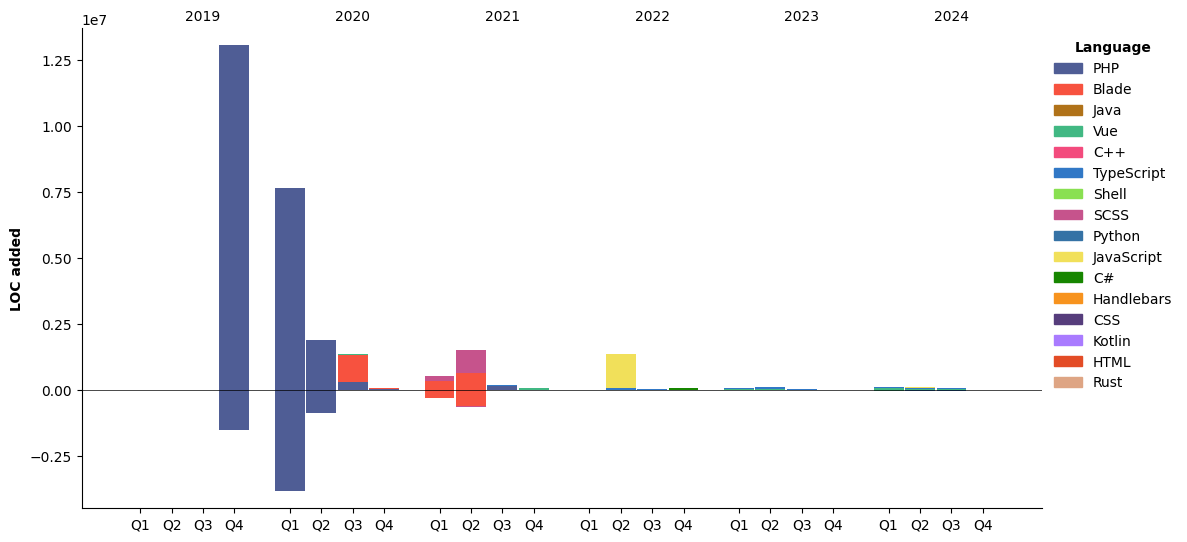 2019 2020 2021 2022 2023 2024
1e7
1.25
1.00
0.75
0.50
0.25
0.00
−0.25
LOC added
Q1 Q2 Q3 Q4 Q1 Q2 Q3 Q4 Q1 Q2 Q3 Q4 Q1 Q2 Q3 Q4 Q1 Q2 Q3 Q4 Q1 Q2 Q3 Q4
Language
PHP
Blade
Java
Vue
C++
TypeScript
Shell
SCSS
Python
JavaScript
C#
Handlebars
CSS
Kotlin
HTML
Rust